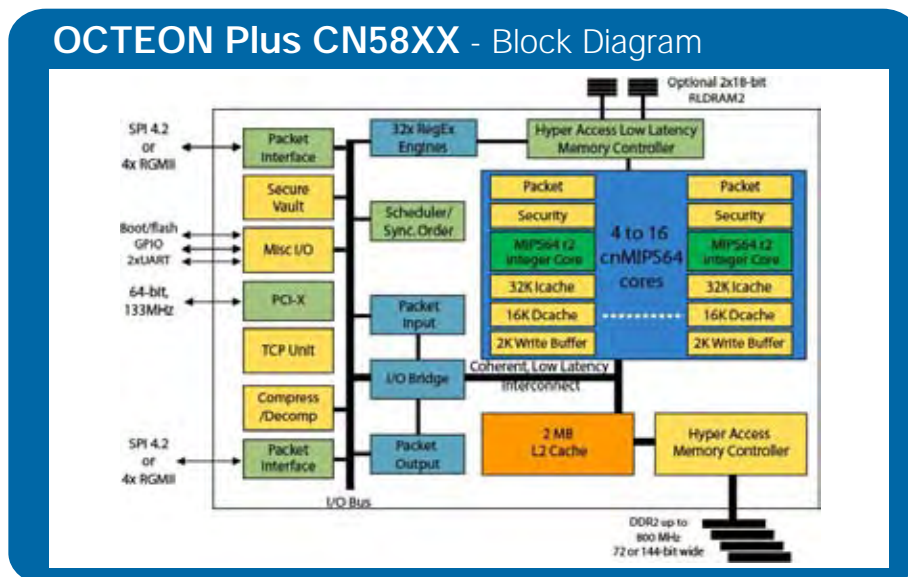 OCTEON Plus CN58XX - Block Diagram
Optional 2x18-bit
RLDRAM2
SPI 4.2
or
4x RGMII
Packet
Interface
32x RegEx
Engines
Hyper Access Low Latency
Memory Controller
Secure
Vault
Scheduler/
Sync. Order
Boot/flash
GPIO
2xUART
Misc I/O
64-bit,
133MHz
PCI-X
TCP Unit
Compress
/Decomp
SPI 4.2
or
4x RGMII
Packet
Interface
I/O Bus
Packet
Input
I/O Bridge
Packet
Output
Packet
Security
MIPS64 r2
Integer Core
32K Icache
16K Dcache
2K Write Buffer
4 to 16
cnMIPS64
cores
Packet
Security
MIPS64 r2
Integer Core
32K Icache
16K Dcache
2K Write Buffer
Coherent, Low Latency
Interconnect
2 MB
L2 Cache
Hyper Access
Memory Controller
DDR2 up to
800 MHz
72 or 144-bit wide